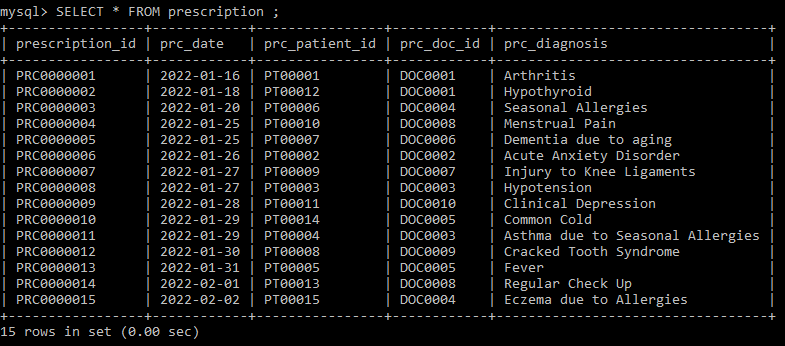 mysql> SELECT * FROM prescription ;
+-----------------+------------+----------------+------------+---------------------------------+
| prescription_id | prc_date   | prc_patient_id | prc_doc_id | prc_diagnosis                   |
+-----------------+------------+----------------+------------+---------------------------------+
| PRC0000001      | 2022-01-16 | PT00001        | DOC0001    | Arthritis                       |
| PRC0000002      | 2022-01-18 | PT00012        | DOC0001    | Hypothyroid                     |
| PRC0000003      | 2022-01-20 | PT00006        | DOC0004    | Seasonal Allergies              |
| PRC0000004      | 2022-01-25 | PT00010        | DOC0008    | Menstrual Pain                  |
| PRC0000005      | 2022-01-25 | PT00007        | DOC0006    | Dementia due to aging           |
| PRC0000006      | 2022-01-26 | PT00002        | DOC0002    | Acute Anxiety Disorder          |
| PRC0000007      | 2022-01-27 | PT00009        | DOC0007    | Injury to Knee Ligaments        |
| PRC0000008      | 2022-01-27 | PT00003        | DOC0003    | Hypotension                     |
| PRC0000009      | 2022-01-28 | PT00011        | DOC0010    | Clinical Depression             |
| PRC0000010      | 2022-01-29 | PT00014        | DOC0005    | Common Cold                     |
| PRC0000011      | 2022-01-29 | PT00004        | DOC0003    | Asthma due to Seasonal Allergies |
| PRC0000012      | 2022-01-30 | PT00008        | DOC0009    | Cracked Tooth Syndrome          |
| PRC0000013      | 2022-01-31 | PT00005        | DOC0005    | Fever                           |
| PRC0000014      | 2022-02-01 | PT00013        | DOC0008    | Regular Check Up                |
| PRC0000015      | 2022-02-02 | PT00015        | DOC0004    | Eczema due to Allergies         |
+-----------------+------------+----------------+------------+---------------------------------+
15 rows in set (0.00 sec)